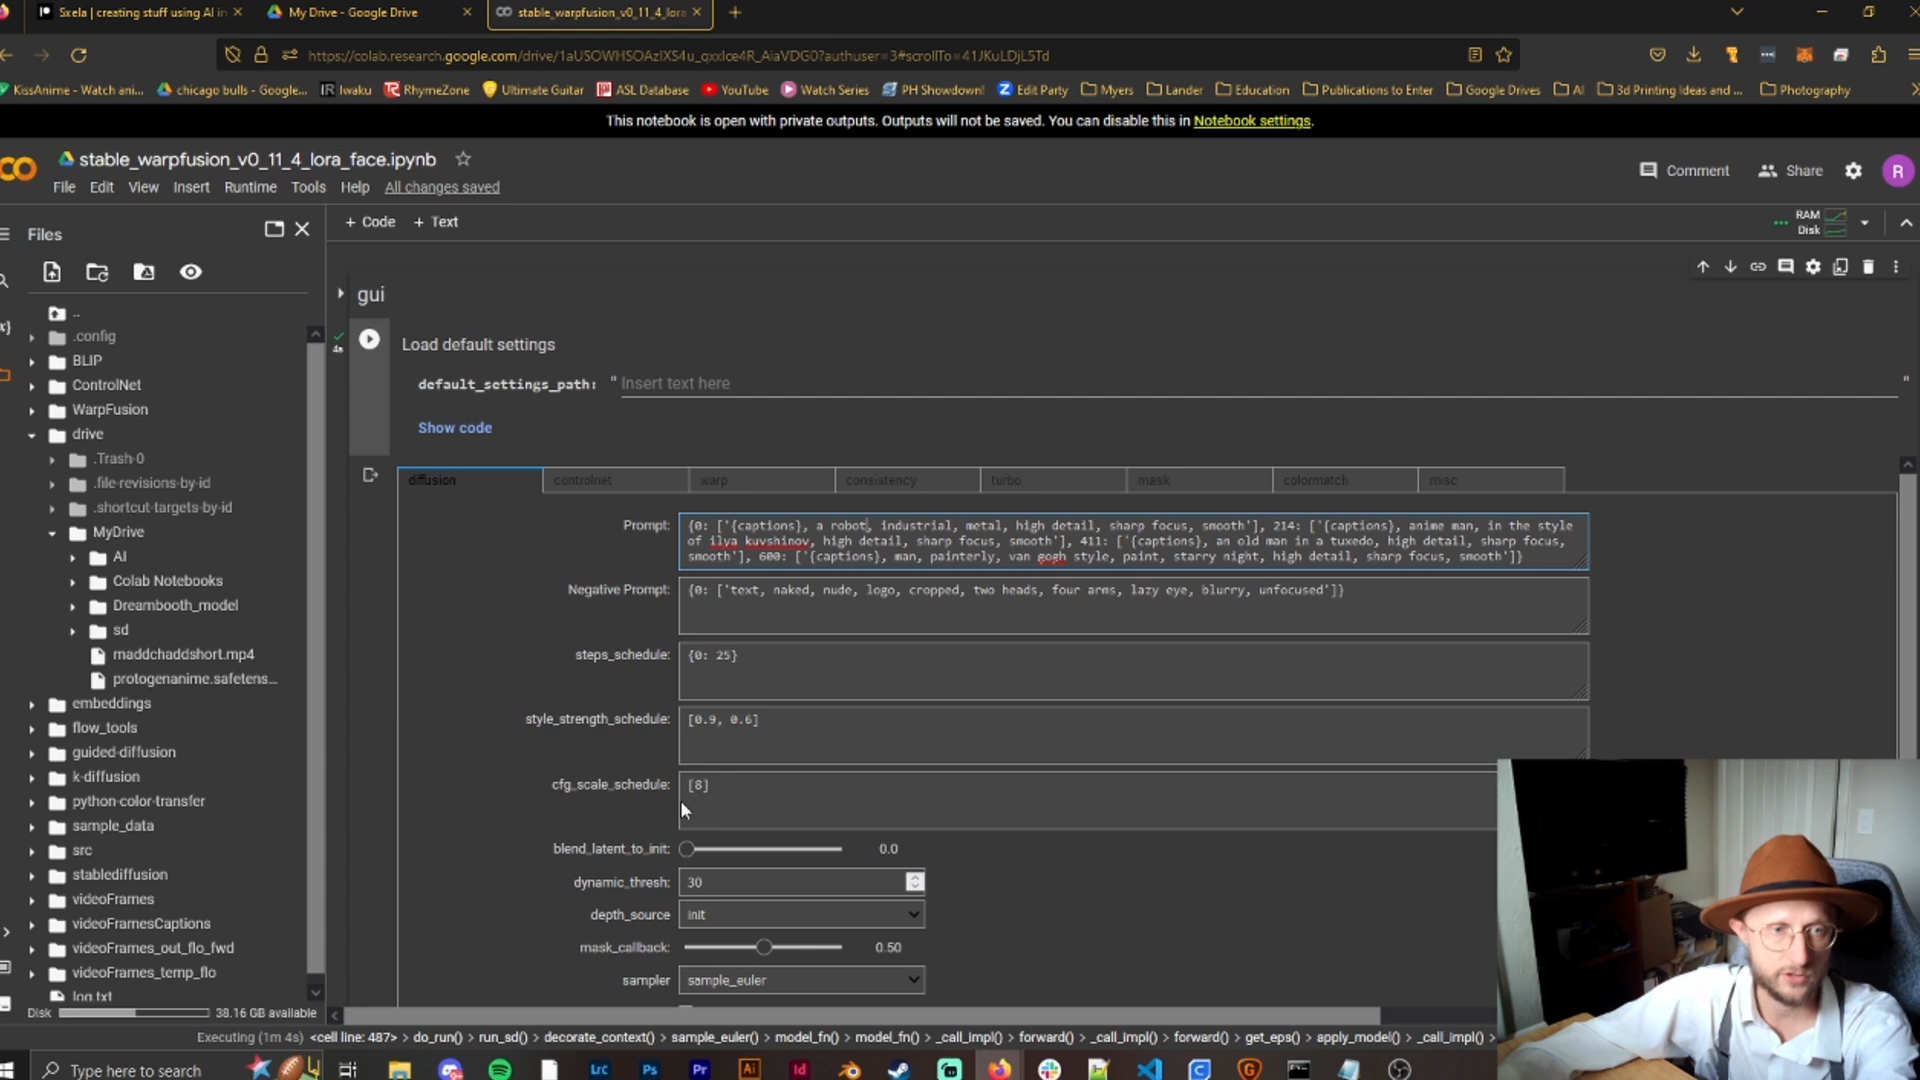 Sxela | creating stuff using AI in
My Drive - Google Drive
stable_warpfusion_v0_11_4_lora
https://colab.research.google.com/drive/1aUSOWHSOAzIXS4u_qxxlce4R_AiaVDG0?authuser=3#scrollTo=41JKuLDjL5Td
KissAnime - Watch ani...
chicago bulls - Google...
Iwaku
RhymeZone
Ultimate Guitar
ASL Database
YouTube
Watch Series
PH Showdown!
Edit Party
Myers
Lander
Education
Publications to Enter
Google Drives
AI
3d Printing Ideas and ...
Photography
This notebook is open with private outputs. Outputs will not be saved. You can disable this in Notebook settings.
stable_warpfusion_v0_11_4_lora_face.ipynb
Comment
Share
R
File Edit View Insert Runtime Tools Help All changes saved
+ Code + Text
RAM
Disk
Files
..
.config
BLIP
ControlNet
WarpFusion
drive
.Trash-0
.file-revisions-by-id
.shortcut-targets-by-id
MyDrive
AI
Colab Notebooks
Dreambooth_model
sd
maddchaddshort.mp4
protogenanime.safetens...
embeddings
flow_tools
guided-diffusion
k-diffusion
python-color-transfer
sample_data
src
stablediffusion
videoFrames
videoFramesCaptions
videoFrames_out_flo_fwd
videoFrames_temp_flo
log.txt
Disk 38.16 GB available
gui
4s
Load default settings
default_settings_path: " Insert text here "
Show code
diffusion controlnet warp consistency turbo mask colormatch misc
Prompt: {0: ['{captions}, a robot, industrial, metal, high detail, sharp focus, smooth'], 214: ['{captions}, anime man, in the style
of ilya kuvshinov, high detail, sharp focus, smooth'], 411: ['{captions}, an old man in a tuxedo, high detail, sharp focus,
smooth'], 600: ['{captions}, man, painterly, van gogh style, paint, starry night, high detail, sharp focus, smooth']}
Negative Prompt: {0: ['text, naked, nude, logo, cropped, two heads, four arms, lazy eye, blurry, unfocused']}
steps_schedule: {0: 25}
style_strength_schedule: [0.9, 0.6]
cfg_scale_schedule: [8]
blend_latent_to_init: 0.0
dynamic_thresh: 30
depth_source init
mask_callback: 0.50
sampler sample_euler
Executing (1m 4s) <cell line: 487> > do_run() > run_sd() > decorate_context() > sample_euler() > model_fn() > model_fn() > _call_impl() > forward() > _call_impl() > forward() > get_eps() > apply_model() > _call_impl() >
Type here to search
Lrc
Ps
Pr
Ai
Id